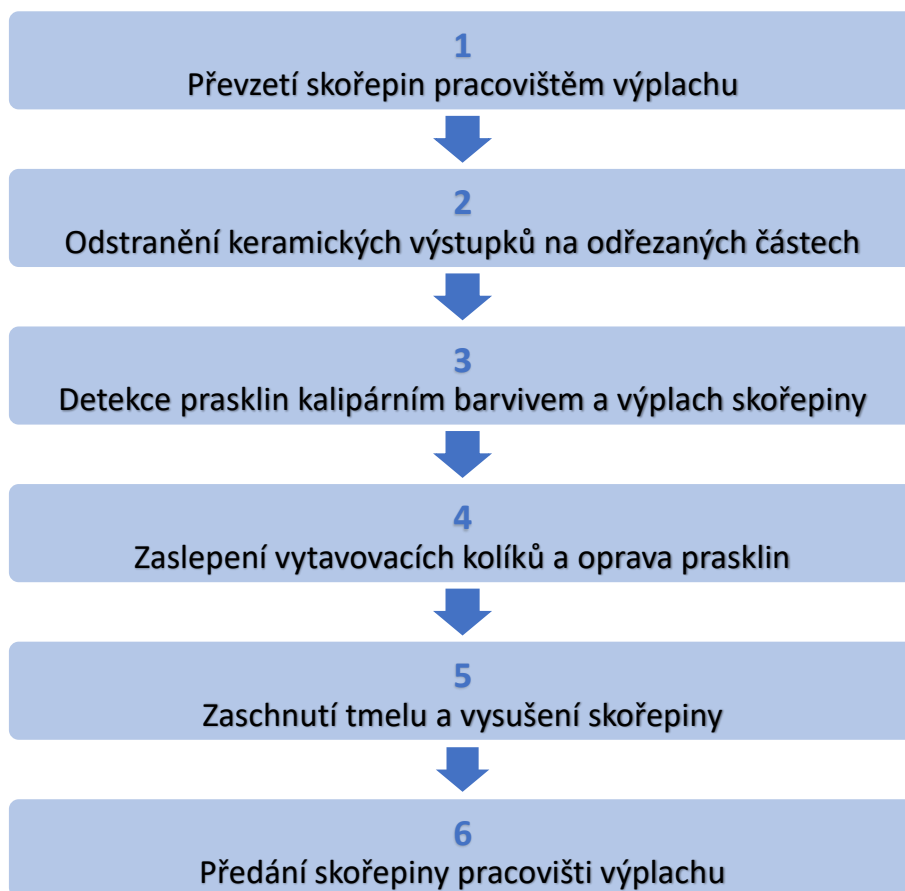 1
Převzetí skořepin pracovištěm výplachu
2
Odstranění keramických výstupků na odřezaných částech
3
Detekce prasklin kalipárním barvivem a výplach skořepiny
4
Zaslepení vytavovacích kolíků a oprava prasklin
5
Zaschnutí tmelu a vysušení skořepiny
6
Předání skořepiny pracovišti výplachu